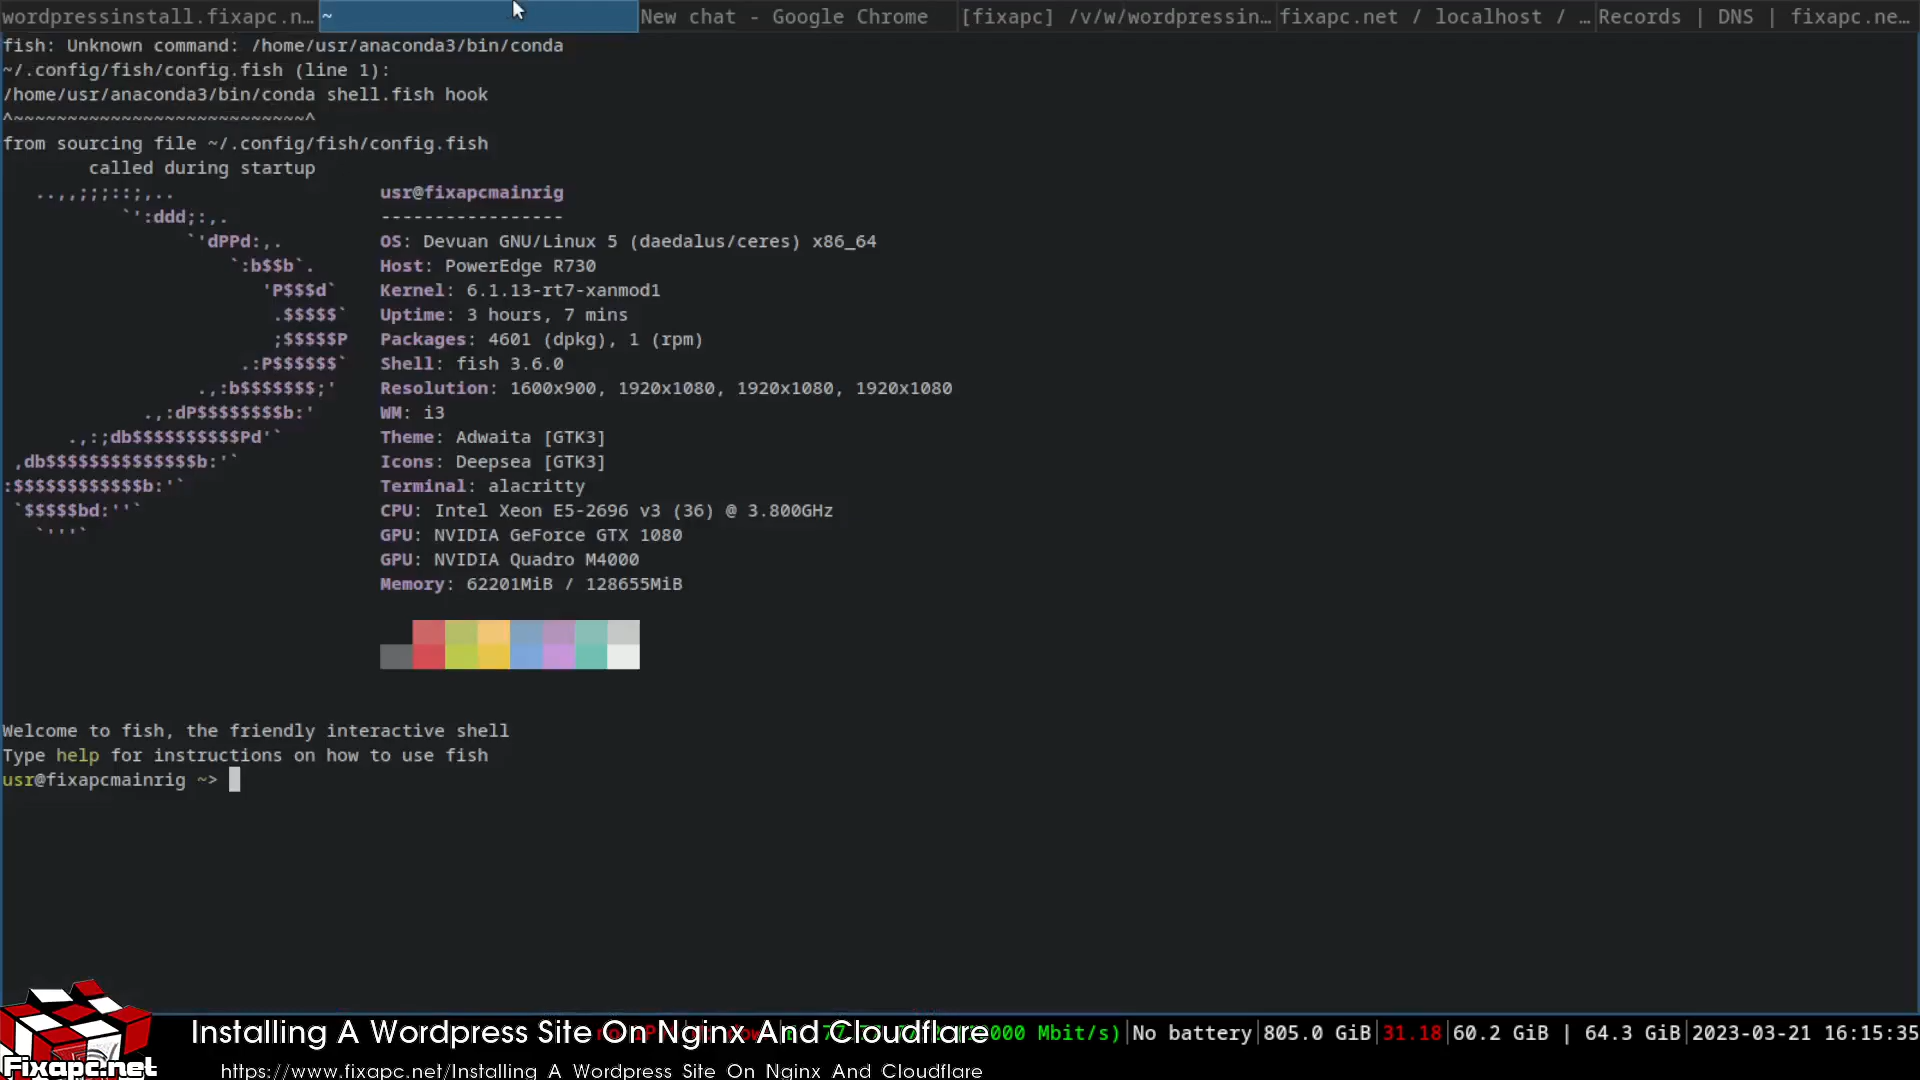 wordpressinstall.fixapc.n… ~ New chat - Google Chrome [fixapc] /v/w/wordpressin… fixapc.net / localhost / … Records | DNS | fixapc.ne…
fish: Unknown command: /home/usr/anaconda3/bin/conda
~/.config/fish/config.fish (line 1):
/home/usr/anaconda3/bin/conda shell.fish hook
^~~~~~~~~~~~~~~~~~~~~~~~~~~~^
from sourcing file ~/.config/fish/config.fish
called during startup
..,,;;;::;,.. usr@fixapcmainrig
`':ddd;:,. -----------------
`'dPPd:,. OS: Devuan GNU/Linux 5 (daedalus/ceres) x86_64
`:b$$b`. Host: PowerEdge R730
'P$$$d` Kernel: 6.1.13-rt7-xanmod1
.$$$$$` Uptime: 3 hours, 7 mins
;$$$$$P Packages: 4601 (dpkg), 1 (rpm)
.:P$$$$$$` Shell: fish 3.6.0
.,:b$$$$$$$;' Resolution: 1600x900, 1920x1080, 1920x1080, 1920x1080
.,:dP$$$$$$$$b:' WM: i3
.,:;db$$$$$$$$$$Pd'` Theme: Adwaita [GTK3]
,db$$$$$$$$$$$$$$b:'` Icons: Deepsea [GTK3]
:$$$$$$$$$$$$b:'` Terminal: alacritty
`$$$$$bd:''` CPU: Intel Xeon E5-2696 v3 (36) @ 3.800GHz
`'''` GPU: NVIDIA GeForce GTX 1080
GPU: NVIDIA Quadro M4000
Memory: 62201MiB / 128655MiB
Welcome to fish, the friendly interactive shell
Type help for instructions on how to use fish
usr@fixapcmainrig ~>
Installing A Wordpress Site On Nginx And Cloudflare
000 Mbit/s)|No battery|805.0 GiB|31.18|60.2 GiB | 64.3 GiB|2023-03-21 16:15:35
Fixapc.net
https://www.fixapc.net/Installing A Wordpress Site On Nginx And Cloudflare